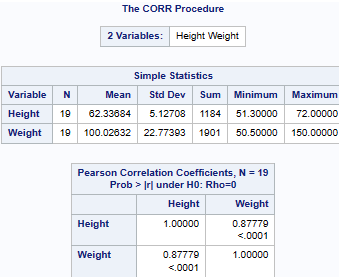 The CORR Procedure
2 Variables: Height Weight
Simple Statistics
Variable N Mean Std Dev Sum Minimum Maximum
Height 19 62.33684 5.12708 1184 51.30000 72.00000
Weight 19 100.02632 22.77393 1901 50.50000 150.00000
Pearson Correlation Coefficients, N = 19
Prob > |r| under H0: Rho=0
Height Weight
Height 1.00000 0.87779
<.0001
Weight 0.87779 1.00000
<.0001